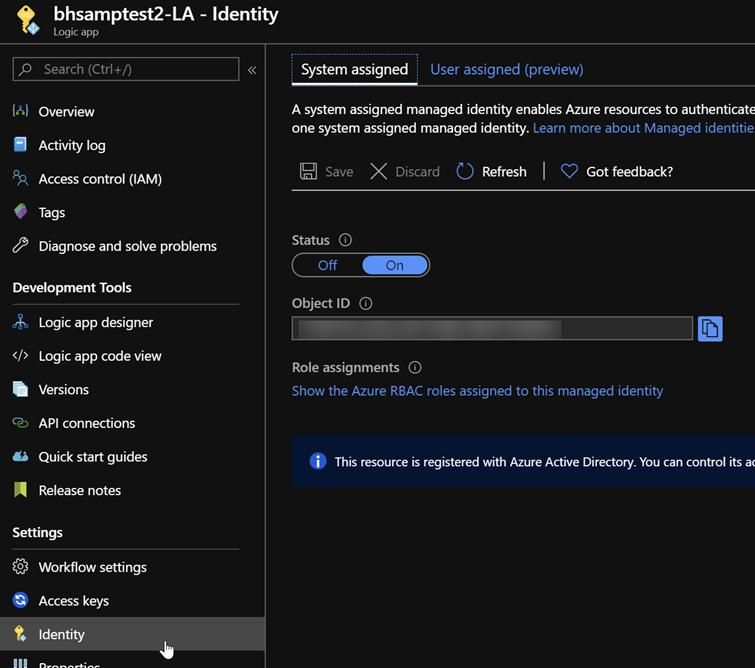 bhsamptest2-LA - Identity
Logic app
Search (Ctrl+/)
«
Overview
Activity log
Access control (IAM)
Tags
Diagnose and solve problems
Development Tools
Logic app designer
Logic app code view
Versions
API connections
Quick start guides
Release notes
Settings
Workflow settings
Access keys
Identity
Properties
System assigned
User assigned (preview)
A system assigned managed identity enables Azure resources to authenticate
one system assigned managed identity. Learn more about Managed identitie
Save
Discard
Refresh
Got feedback?
Status
Off
On
Object ID
Role assignments
Show the Azure RBAC roles assigned to this managed identity
This resource is registered with Azure Active Directory. You can control its ac